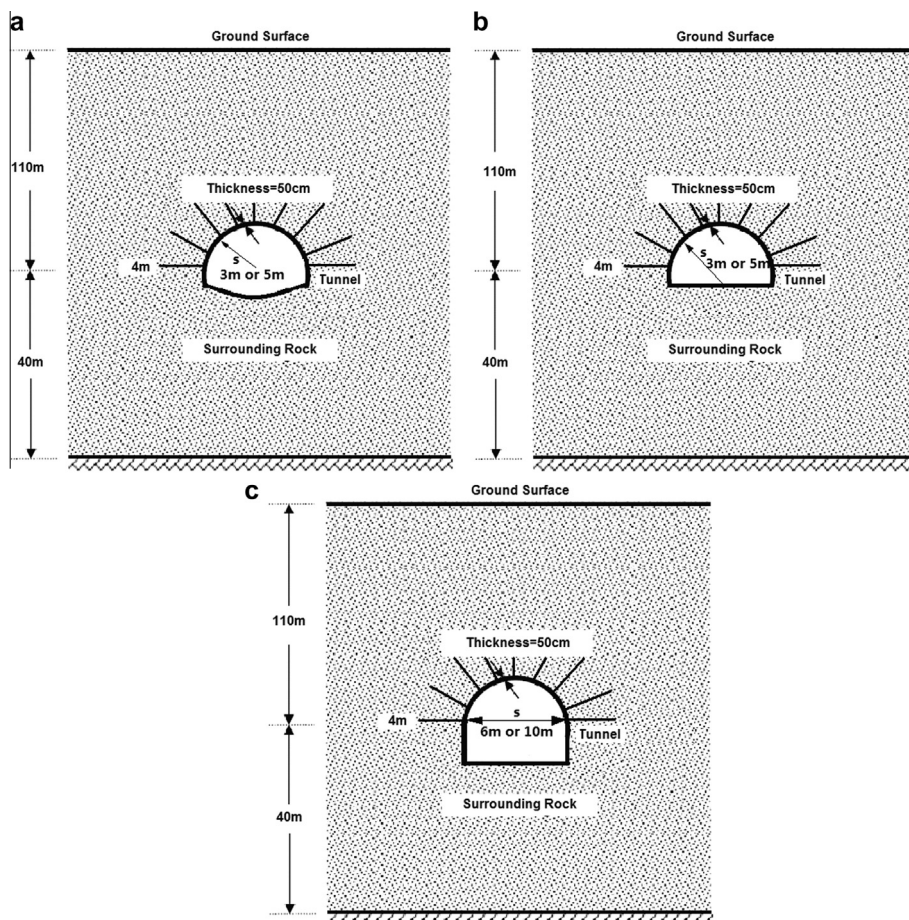 a
Ground Surface
110m
Thickness=50cm
s
3m or 5m
4m
Tunnel
40m
Surrounding Rock
b
Ground Surface
110m
Thickness=50cm
s
3m or 5m
4m
Tunnel
40m
Surrounding Rock
c
Ground Surface
110m
Thickness=50cm
s
6m or 10m
4m
Tunnel
40m
Surrounding Rock